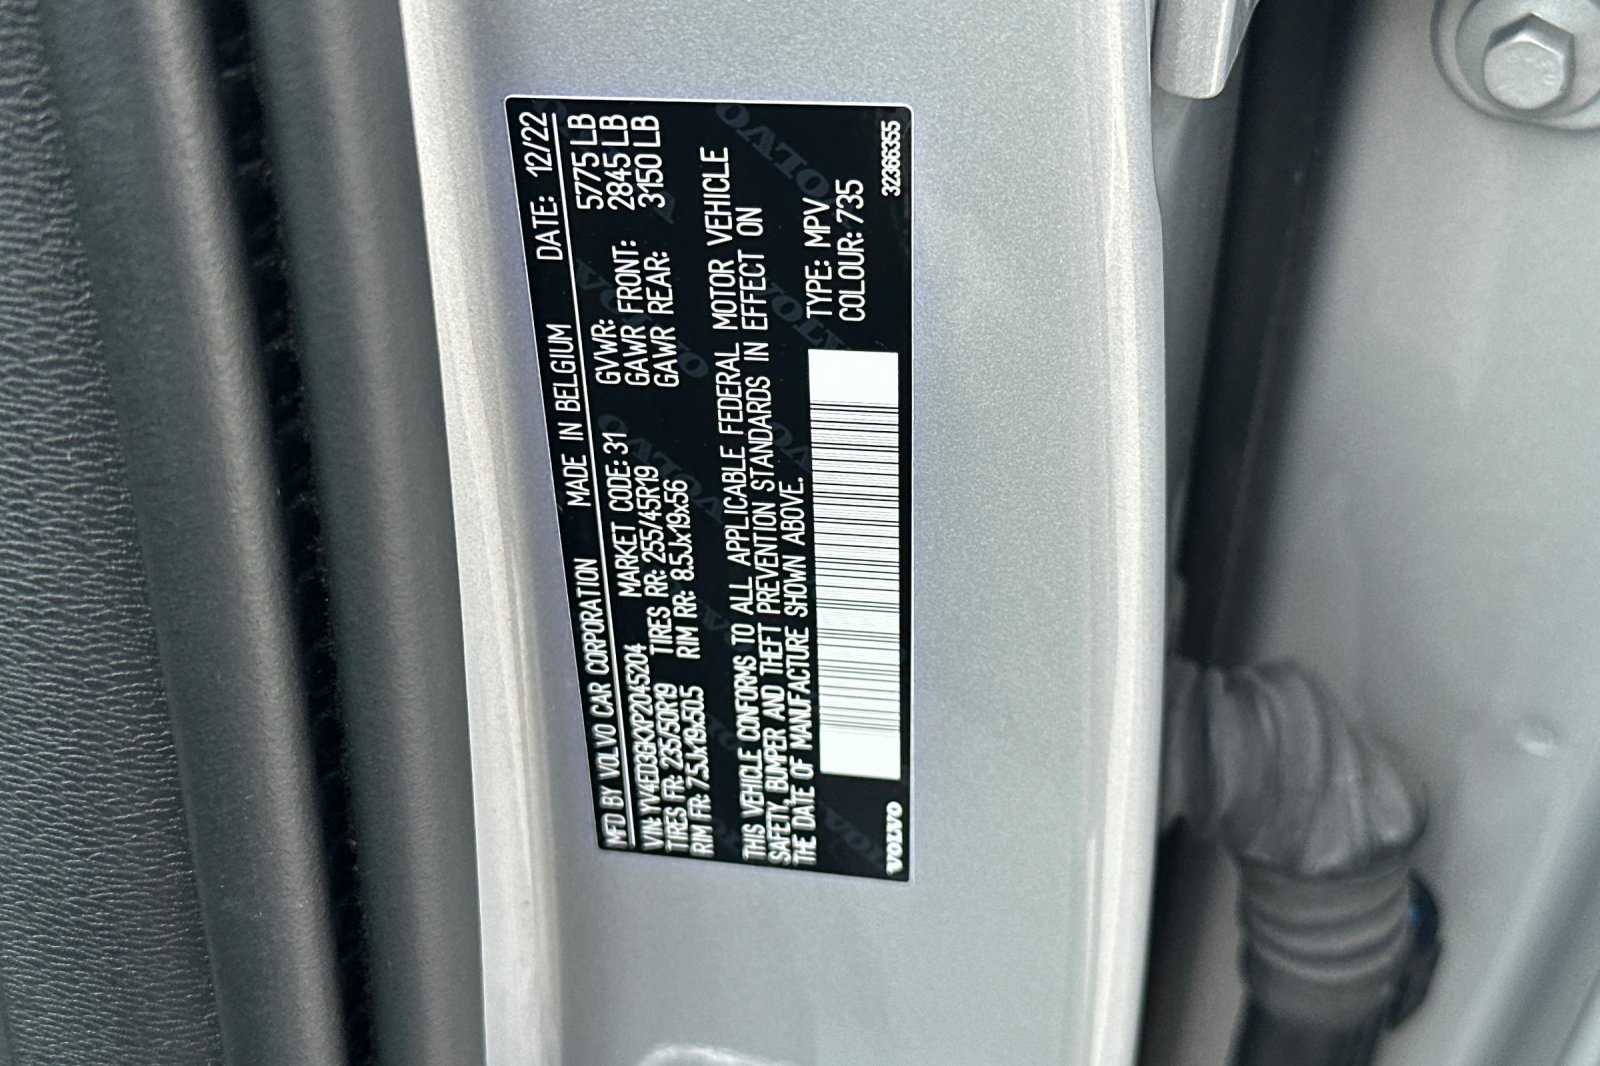 MFD BY VOLVO CAR CORPORATION MADE IN BELGIUM DATE: 12/22
VIN: YV4ED3GKXP2045204 MARKET CODE: 31 GVWR: 5775 LB
TIRES FR: 235/50R19 TIRES RR: 255/45R19 GAWR FRONT: 2845 LB
RIM FR: 7.5Jx19x50.5 RIM RR: 8.5Jx19x56 GAWR REAR: 3150 LB
THIS VEHICLE CONFORMS TO ALL APPLICABLE FEDERAL MOTOR VEHICLE
SAFETY, BUMPER AND THEFT PREVENTION STANDARDS IN EFFECT ON
THE DATE OF MANUFACTURE SHOWN ABOVE.
TYPE: MPV
COLOUR: 735
VOLVO 32366355